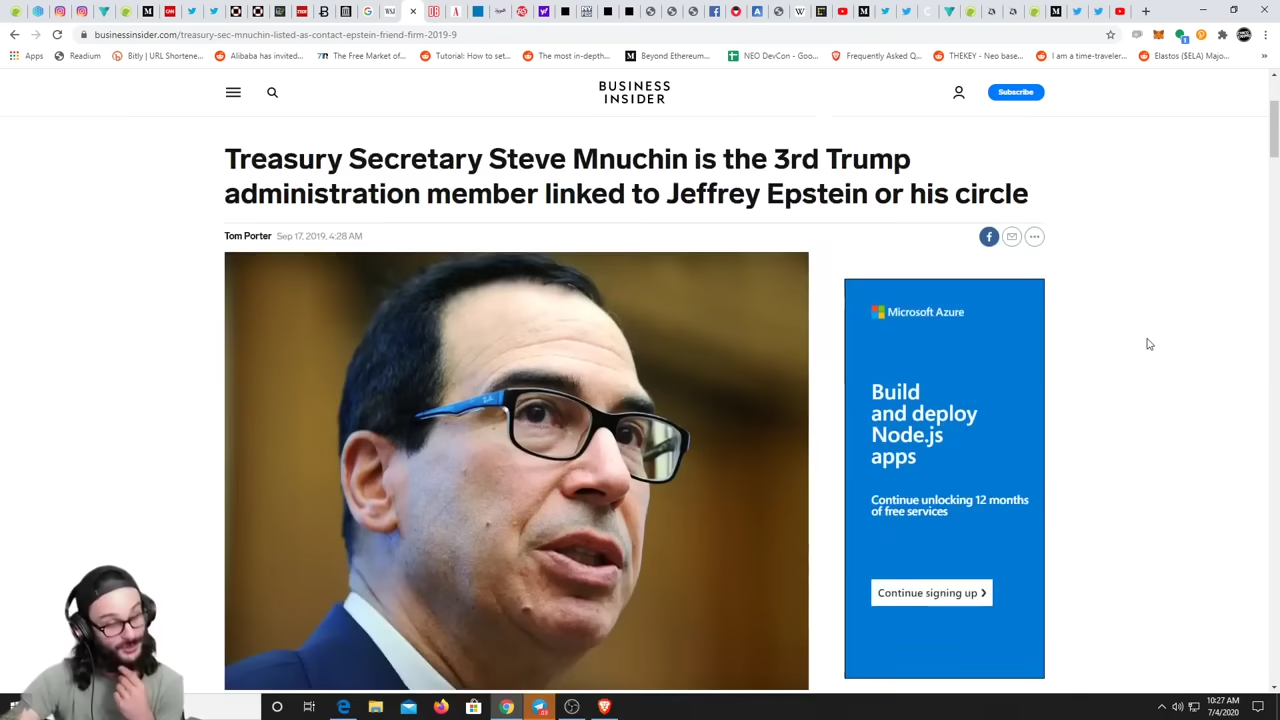 businessinsider.com/treasury-sec-mnuchin-listed-as-contact-epstein-friend-firm-2019-9
Apps
Readium
Bitly | URL Shortene...
Alibaba has invited...
The Free Market of...
Tutorial: How to set...
The most in-depth...
Beyond Ethereum...
NEO DevCon - Goo...
Frequently Asked Q...
THEKEY - Neo base...
I am a time-traveler...
Elastos ($ELA) Majo...
BUSINESS
INSIDER
Subscribe
Treasury Secretary Steve Mnuchin is the 3rd Trump
administration member linked to Jeffrey Epstein or his circle
Tom Porter Sep 17, 2019, 4:28 AM
Microsoft Azure
Build
and deploy
Node.js
apps
Continue unlocking 12 months
of free services
Continue signing up ❯
10:27 AM
7/4/2020